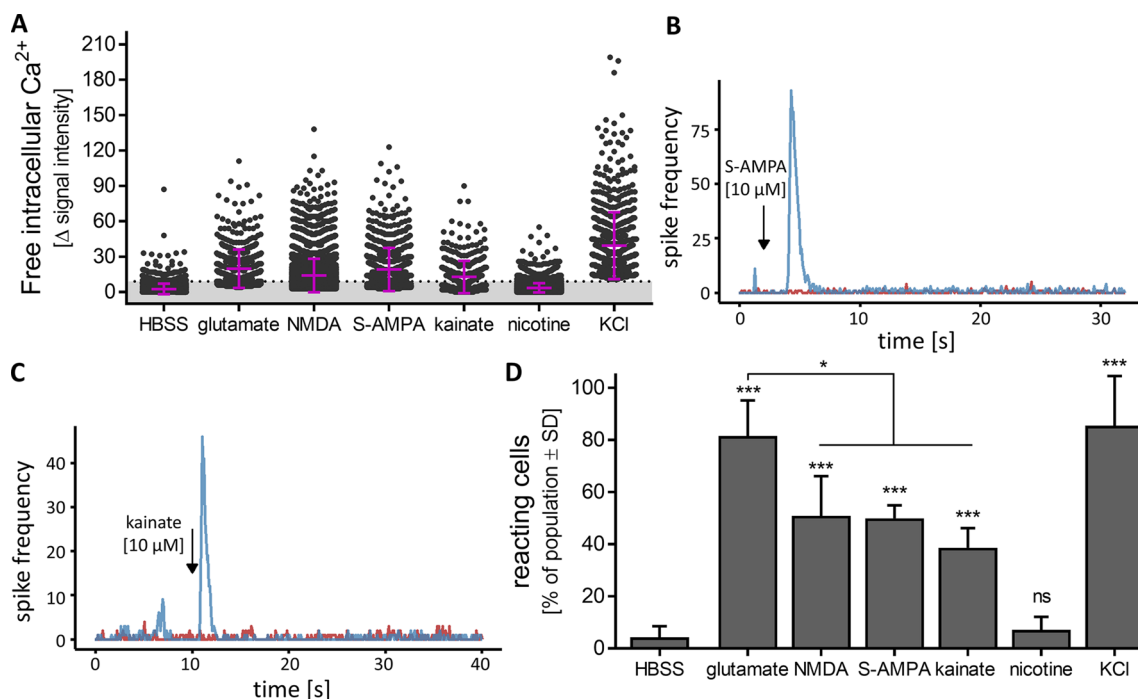 A
Free intracellular Ca²⁺
[Δ signal intensity]
210
180
150
120
90
60
30
0
HBSS glutamate NMDA S-AMPA kainate nicotine KCl
B
spike frequency
75
50
25
0
S-AMPA
[10 µM]
0 10 20 30
time [s]
C
spike frequency
40
30
20
10
0
kainate
[10 µM]
0 10 20 30 40
time [s]
D
reacting cells
[% of population ± SD]
100
80
60
40
20
0
*
***
***
***
***
ns
***
HBSS glutamate NMDA S-AMPA kainate nicotine KCl